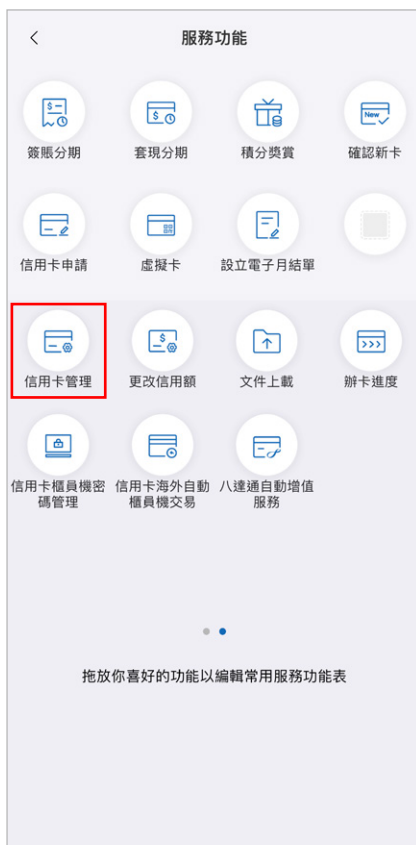 服務功能
簽賬分期 套現分期 積分獎賞 確認新卡
New
信用卡申請 虛擬卡 設立電子月結單
信用卡管理 更改信用額 文件上載 辦卡進度
信用卡櫃員機密 信用卡海外自動 八達通自動增值
碼管理 櫃員機交易 服務
拖放你喜好的功能以編輯常用服務功能表